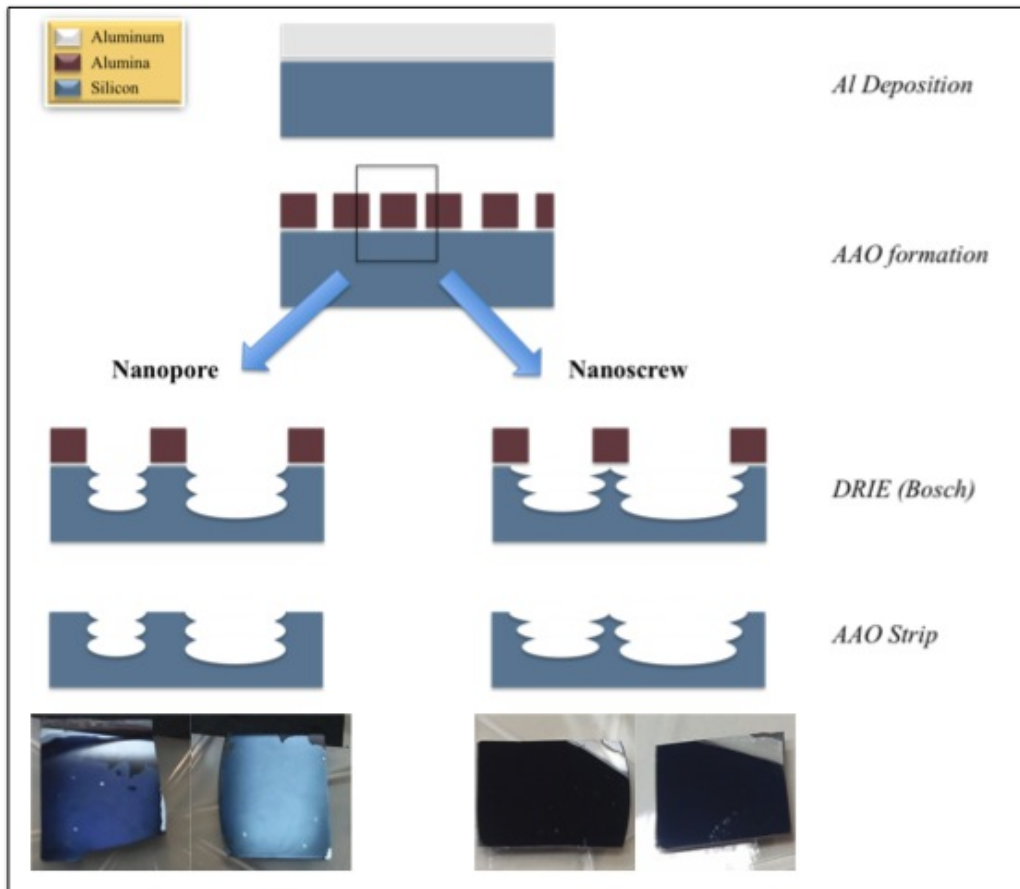 Aluminum
Alumina
Silicon
Al Deposition
AAO formation
Nanopore
Nanoscrew
DRIE (Bosch)
AAO Strip